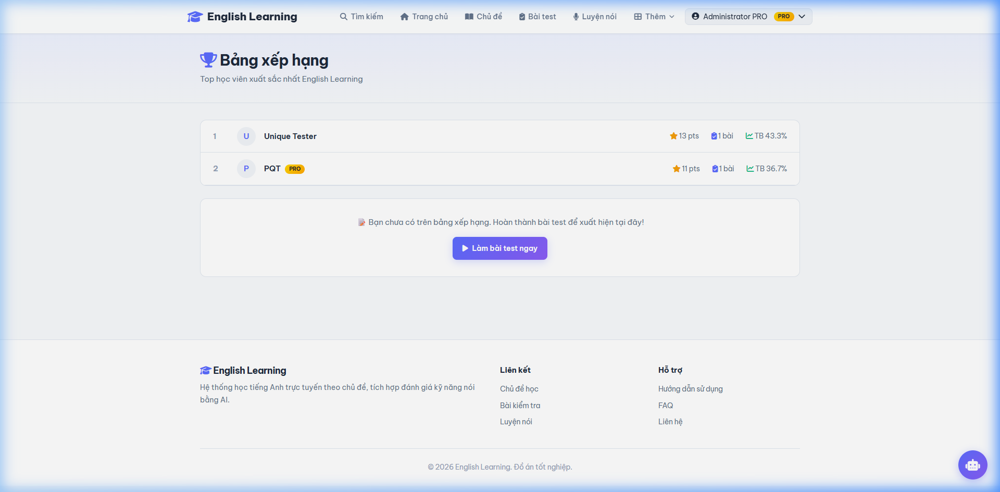 English Learning
Tìm kiếm
Trang chủ
Chủ đề
Bài test
Luyện nói
Thêm
Administrator PRO PRO
Bảng xếp hạng
Top học viên xuất sắc nhất English Learning
1 U Unique Tester 13 pts 1 bài TB 43.3%
2 P PQT PRO 11 pts 1 bài TB 36.7%
Bạn chưa có trên bảng xếp hạng. Hoàn thành bài test để xuất hiện tại đây!
Làm bài test ngay
English Learning
Hệ thống học tiếng Anh trực tuyến theo chủ đề, tích hợp đánh giá kỹ năng nói
bằng AI.
Liên kết
Chủ đề học
Bài kiểm tra
Luyện nói
Hỗ trợ
Hướng dẫn sử dụng
FAQ
Liên hệ
© 2026 English Learning. Đồ án tốt nghiệp.